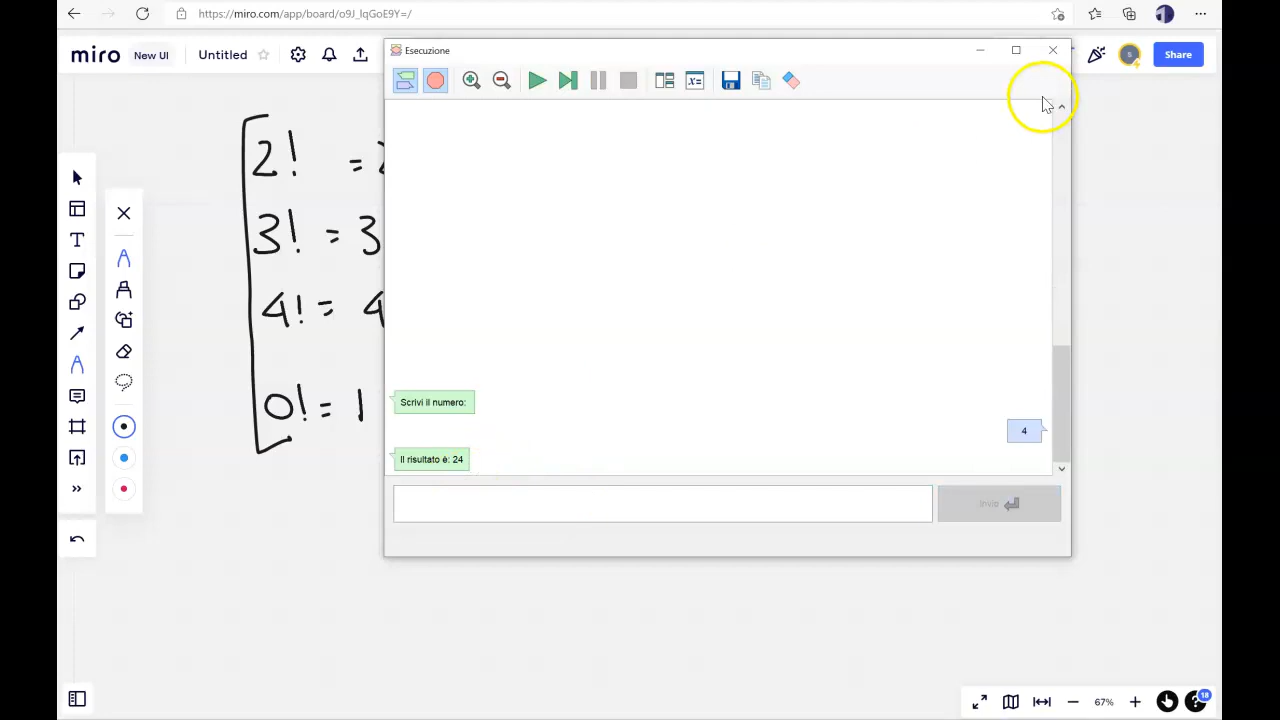 https://miro.com/app/board/o9J_lqGoE9Y=/
miro New UI Untitled
Share
Esecuzione
2! =
3! = 3
4! = 4
0! = 1
Scrivi il numero:
4
Il risultato è: 24
Invio
67%
18